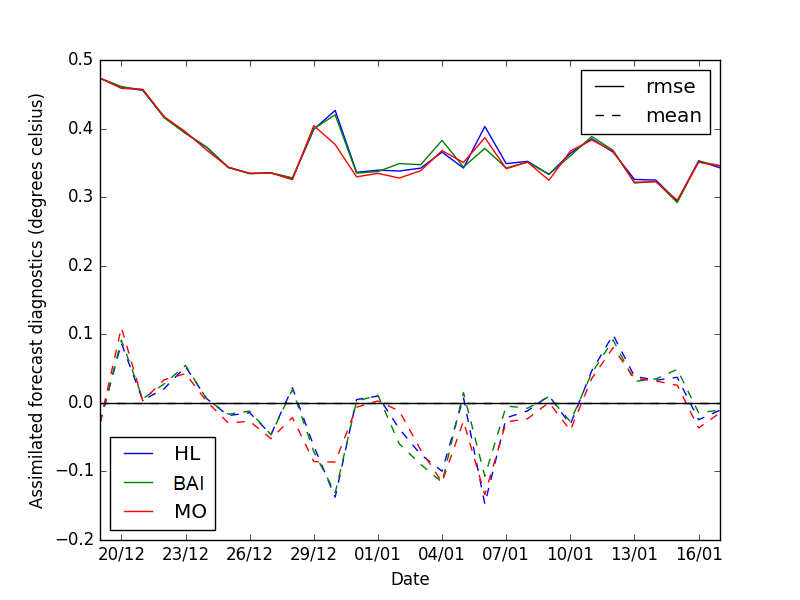 0.5
0.4
0.3
0.2
0.1
0.0
−0.1
−0.2
Assimilated forecast diagnostics (degrees celsius)
rmse
mean
HL
BAI
MO
20/12 23/12 26/12 29/12 01/01 04/01 07/01 10/01 13/01 16/01
Date